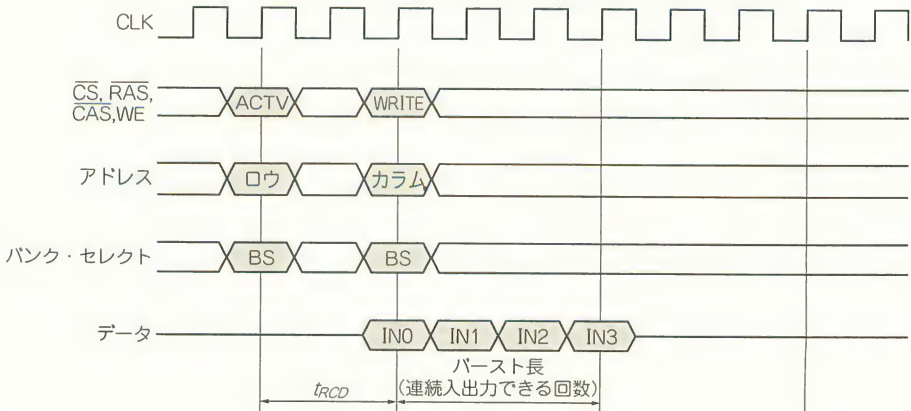 CLK
CS, RAS,
CAS,WE
ACTV
WRITE
アドレス
ロウ
カラム
バンク・セレクト
BS
BS
データ
IN0
IN1
IN2
IN3
バースト長
(連続入出力できる回数)
tRCD